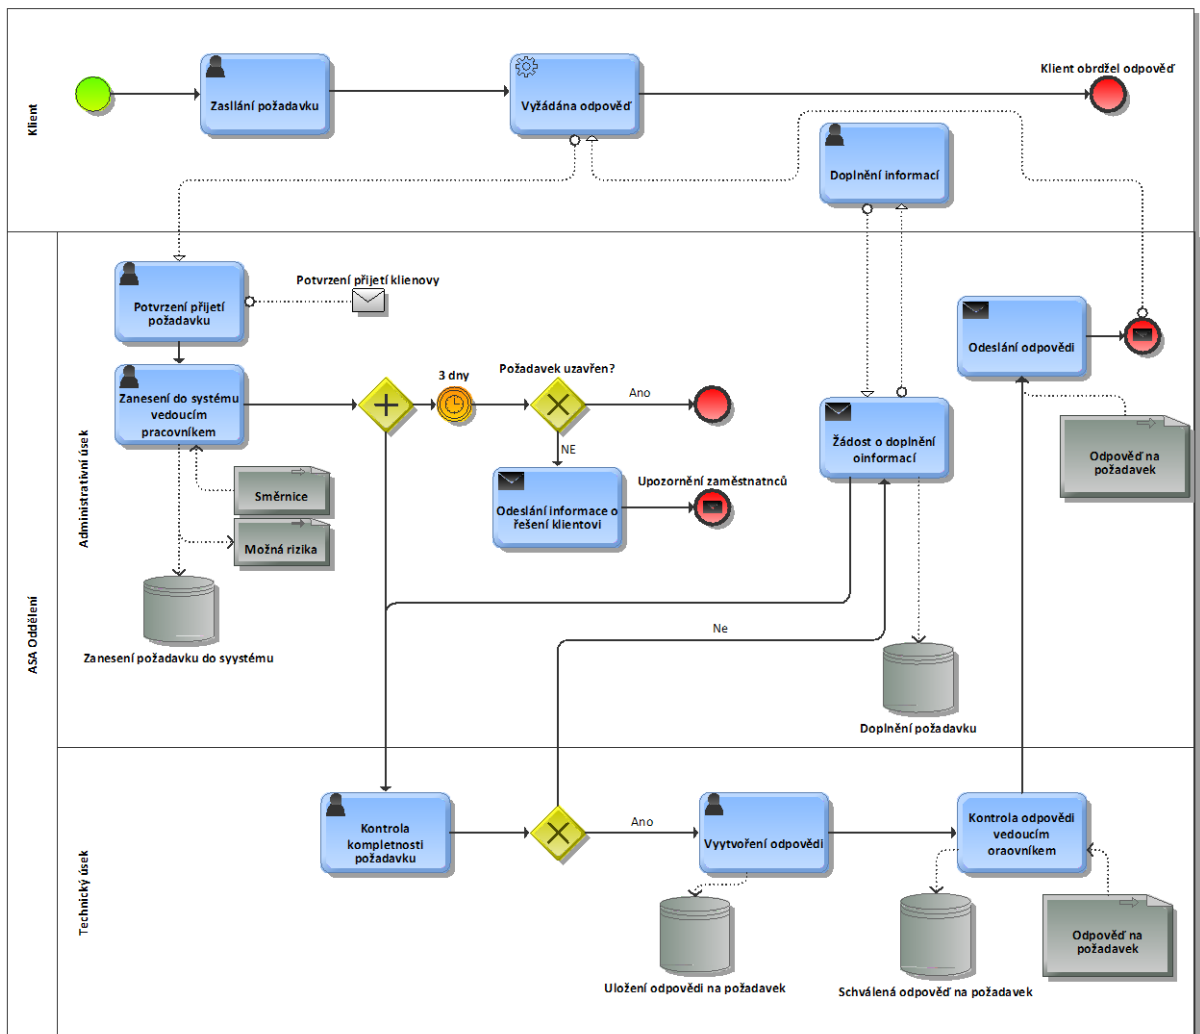 Klient
Zasílání požadavku
Vyžádána odpověď
Klient obrdžel odpověď
Doplnění informací
ASA Oddělení
Administrativní úsek
Potvrzení přijetí
požadavku
Potvrzení přijetí klienovy
Zanesení do systému
vedoucím
pracovníkem
3 dny
Požadavek uzavřen?
Ano
NE
Odeslání informace o
řešení klientovi
Upozornění zaměstnatnců
Směrnice
Možná rizika
Zanesení požadavku do syystému
Žádost o doplnění
oinformací
Odeslání odpovědi
Odpověď na
požadavek
Ne
Doplnění požadavku
Technický úsek
Kontrola
kompletnosti
požadavku
Ano
Vyytvoření odpovědi
Kontrola odpovědi
vedoucím
oraovníkem
Uložení odpovědi na požadavek
Schválená odpověď na požadavek
Odpověď na
požadavek